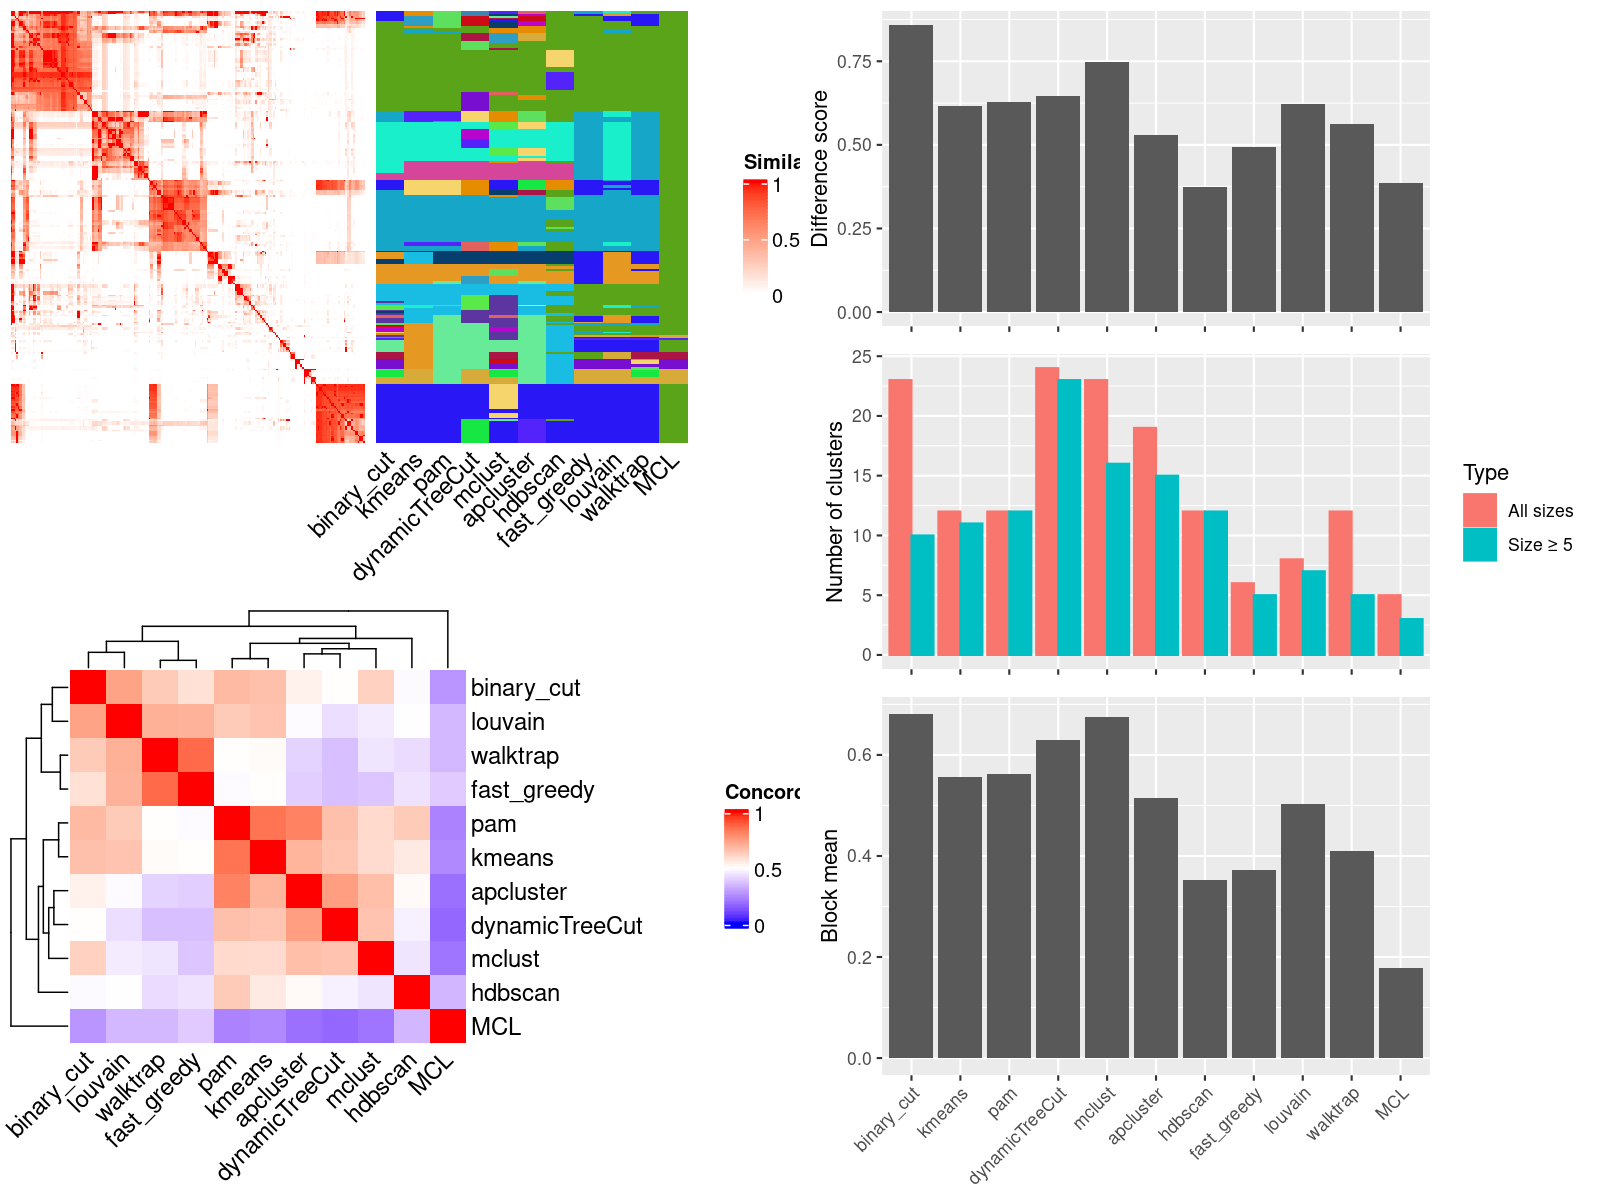 Simila
1
0.5
0
binary_cut
kmeans
pam
dynamicTreeCut
mclust
apcluster
hdbscan
fast_greedy
louvain
walktrap
MCL
Difference score
0.75
0.50
0.25
0.00
Number of clusters
25
20
15
10
5
0
Type
All sizes
Size ≥ 5
binary_cut
louvain
walktrap
fast_greedy
pam
kmeans
apcluster
dynamicTreeCut
mclust
hdbscan
MCL
Concord
1
0.5
0
binary_cut
louvain
walktrap
fast_greedy
pam
kmeans
apcluster
dynamicTreeCut
mclust
hdbscan
MCL
Block mean
0.6
0.4
0.2
0.0
binary_cut
kmeans
pam
dynamicTreeCut
mclust
apcluster
hdbscan
fast_greedy
louvain
walktrap
MCL